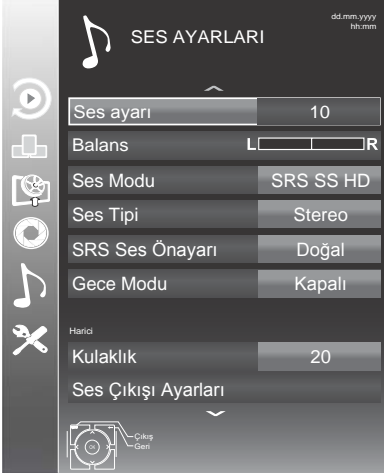 SES AYARLARI
dd.mm.yyyy
hh:mm
Ses ayarı 10
Balans L R
Ses Modu SRS SS HD
Ses Tipi Stereo
SRS Ses Önayarı Doğal
Gece Modu Kapalı
Harici
Kulaklık 20
Ses Çıkışı Ayarları
Çıkış
Geri
OK